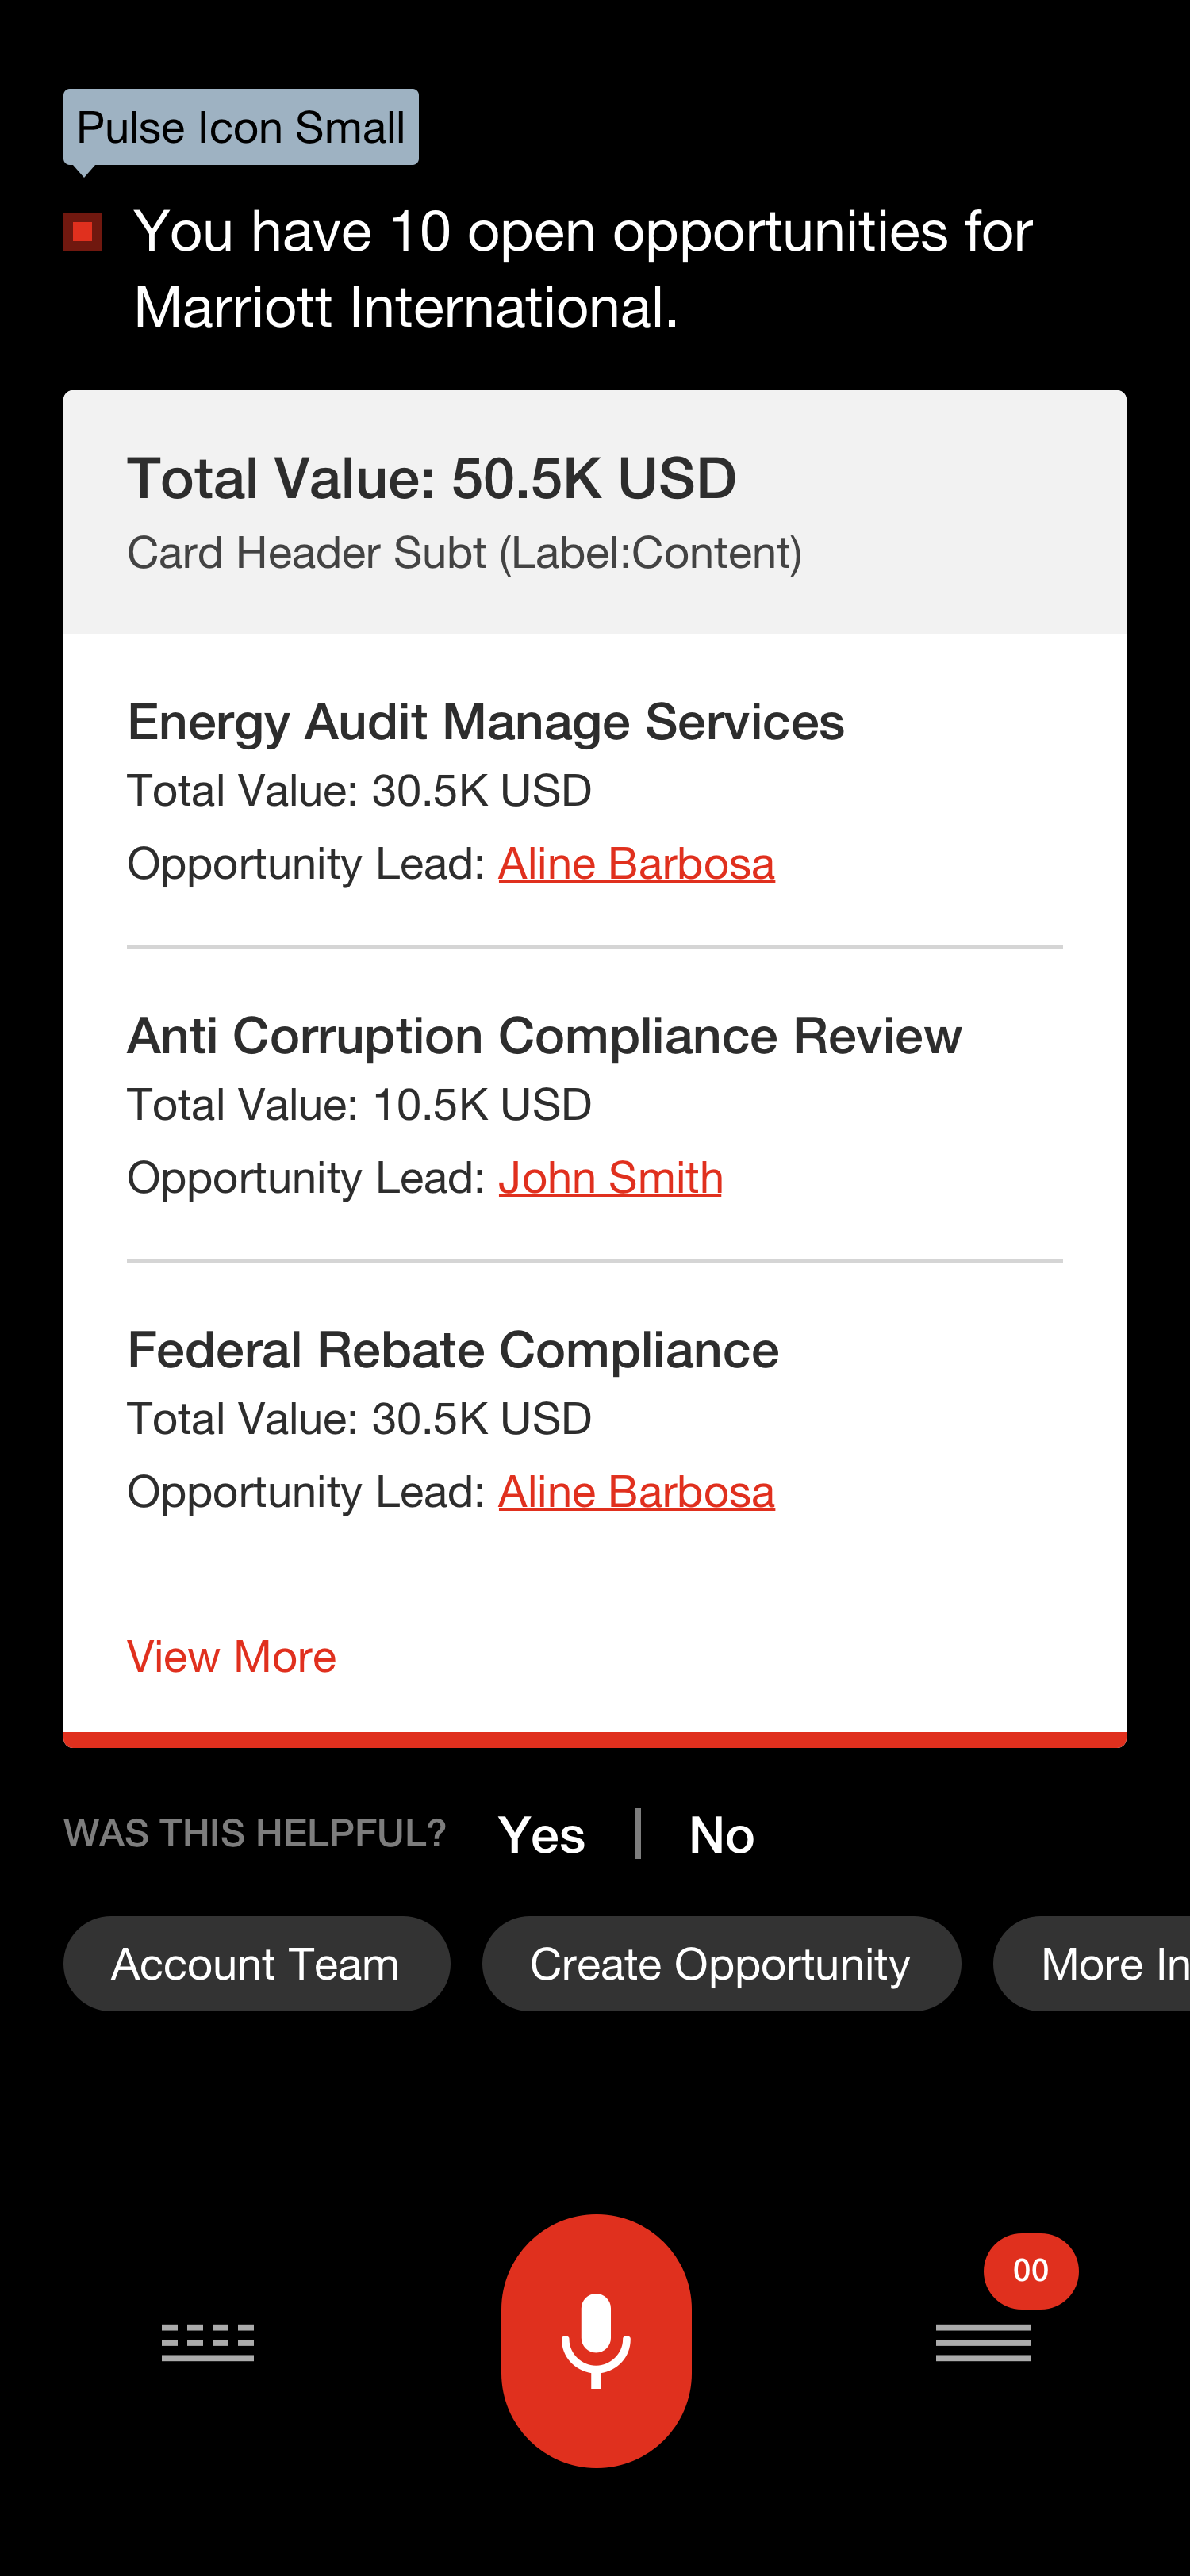 Pulse Icon Small
You have 10 open opportunities for
Marriott International.
Total Value: 50.5K USD
Card Header Subt (Label:Content)
Energy Audit Manage Services
Total Value: 30.5K USD
Opportunity Lead: Aline Barbosa
Anti Corruption Compliance Review
Total Value: 10.5K USD
Opportunity Lead: John Smith
Federal Rebate Compliance
Total Value: 30.5K USD
Opportunity Lead: Aline Barbosa
View More
WAS THIS HELPFUL? Yes | No
Account Team Create Opportunity More In
00